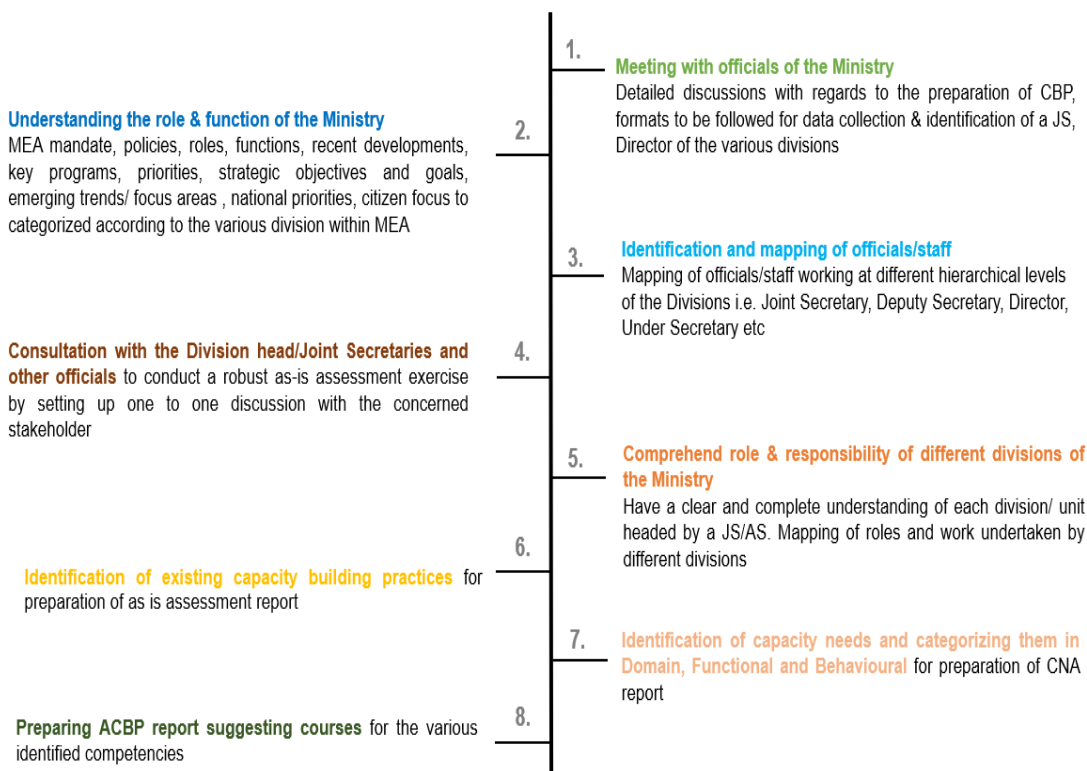 1.
Meeting with officials of the Ministry
Detailed discussions with regards to the preparation of CBP,
formats to be followed for data collection & identification of a JS,
Director of the various divisions
2.
Understanding the role & function of the Ministry
MEA mandate, policies, roles, functions, recent developments,
key programs, priorities, strategic objectives and goals,
emerging trends/ focus areas , national priorities, citizen focus to
categorized according to the various division within MEA
3.
Identification and mapping of officials/staff
Mapping of officials/staff working at different hierarchical levels
of the Divisions i.e. Joint Secretary, Deputy Secretary, Director,
Under Secretary etc
4.
Consultation with the Division head/Joint Secretaries and
other officials to conduct a robust as-is assessment exercise
by setting up one to one discussion with the concerned
stakeholder
5.
Comprehend role & responsibility of different divisions of
the Ministry
Have a clear and complete understanding of each division/ unit
headed by a JS/AS. Mapping of roles and work undertaken by
different divisions
6.
Identification of existing capacity building practices for
preparation of as is assessment report
7.
Identification of capacity needs and categorizing them in
Domain, Functional and Behavioural for preparation of CNA
report
8.
Preparing ACBP report suggesting courses for the various
identified competencies